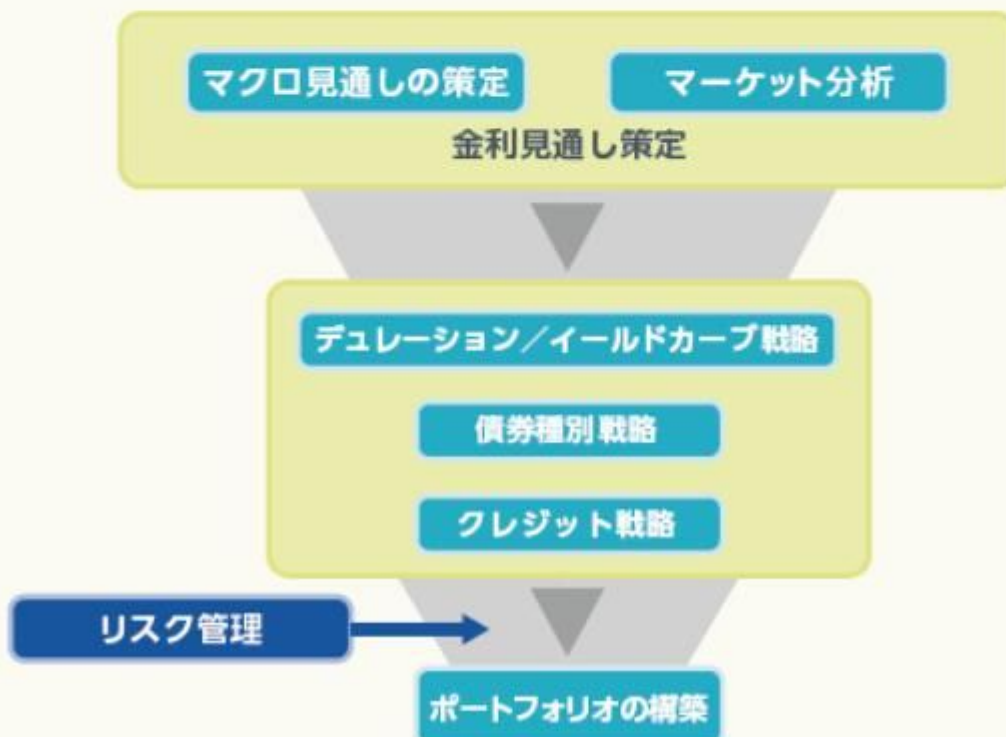 マクロ見通しの策定
マーケット分析
金利見通し策定
デュレーション／イールドカーブ戦略
債券種別戦略
クレジット戦略
リスク管理
ポートフォリオの構築